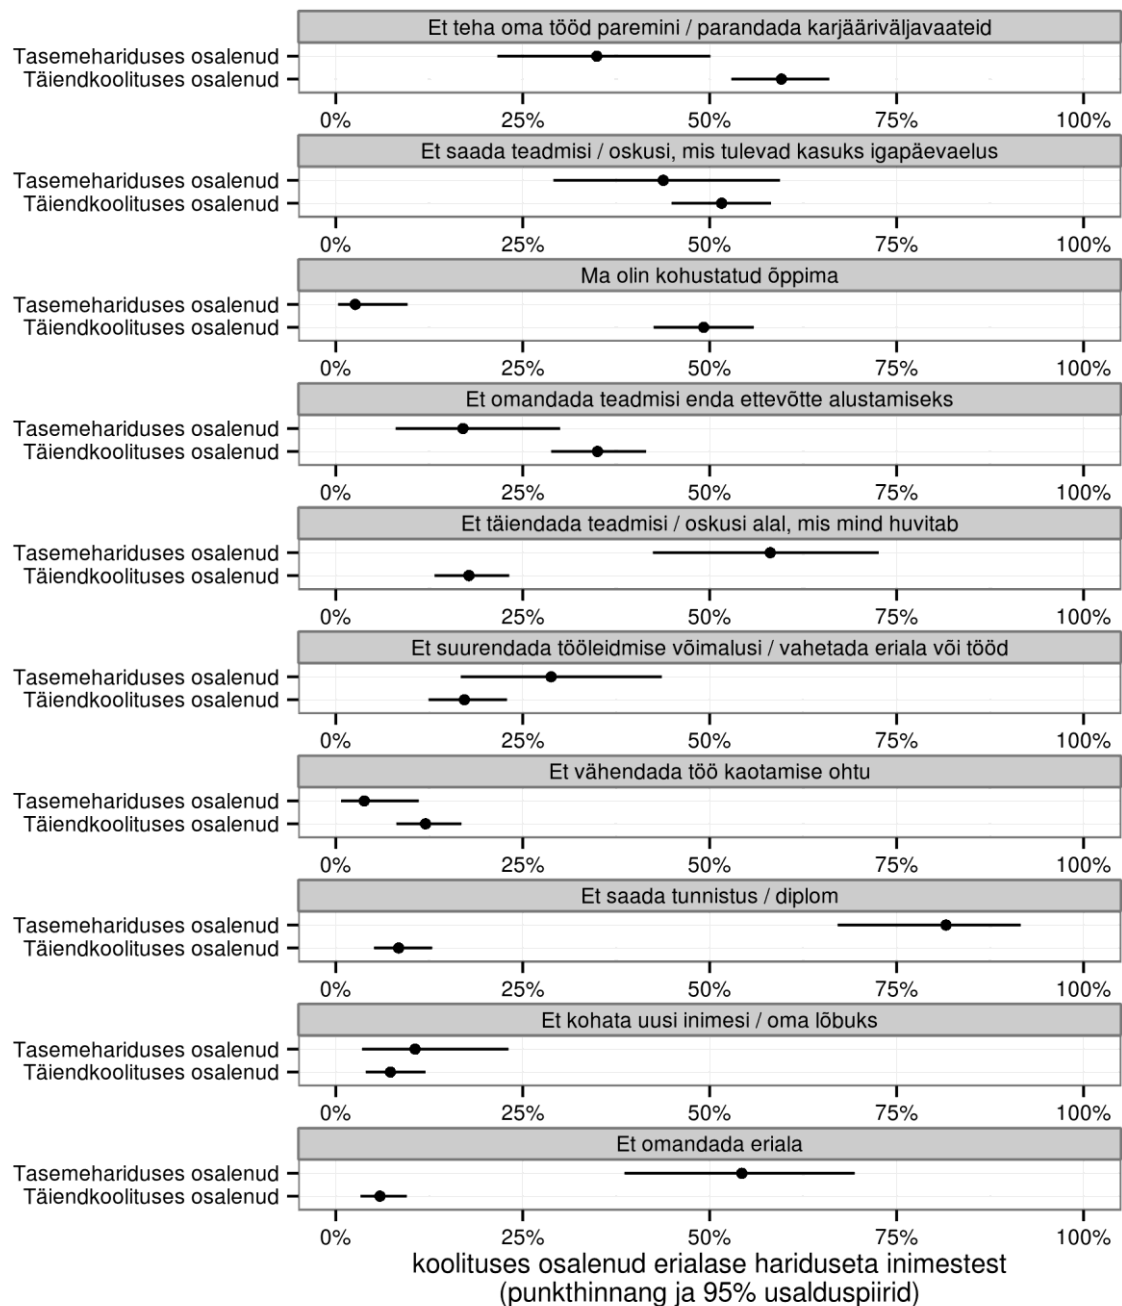 Et teha oma tööd paremini / parandada karjääriväljavaateid
Tasemehariduses osalenud
Täiendkoolituses osalenud
0% 25% 50% 75% 100%
Et saada teadmisi / oskusi, mis tulevad kasuks igapäevaelus
Tasemehariduses osalenud
Täiendkoolituses osalenud
0% 25% 50% 75% 100%
Ma olin kohustatud õppima
Tasemehariduses osalenud
Täiendkoolituses osalenud
0% 25% 50% 75% 100%
Et omandada teadmisi enda ettevõtte alustamiseks
Tasemehariduses osalenud
Täiendkoolituses osalenud
0% 25% 50% 75% 100%
Et täiendada teadmisi / oskusi alal, mis mind huvitab
Tasemehariduses osalenud
Täiendkoolituses osalenud
0% 25% 50% 75% 100%
Et suurendada tööleidmise võimalusi / vahetada eriala või tööd
Tasemehariduses osalenud
Täiendkoolituses osalenud
0% 25% 50% 75% 100%
Et vähendada töö kaotamise ohtu
Tasemehariduses osalenud
Täiendkoolituses osalenud
0% 25% 50% 75% 100%
Et saada tunnistus / diplom
Tasemehariduses osalenud
Täiendkoolituses osalenud
0% 25% 50% 75% 100%
Et kohata uusi inimesi / oma lõbuks
Tasemehariduses osalenud
Täiendkoolituses osalenud
0% 25% 50% 75% 100%
Et omandada eriala
Tasemehariduses osalenud
Täiendkoolituses osalenud
0% 25% 50% 75% 100%
koolituses osalenud erialase hariduseta inimestest
(punkthinnang ja 95% usalduspiirid)